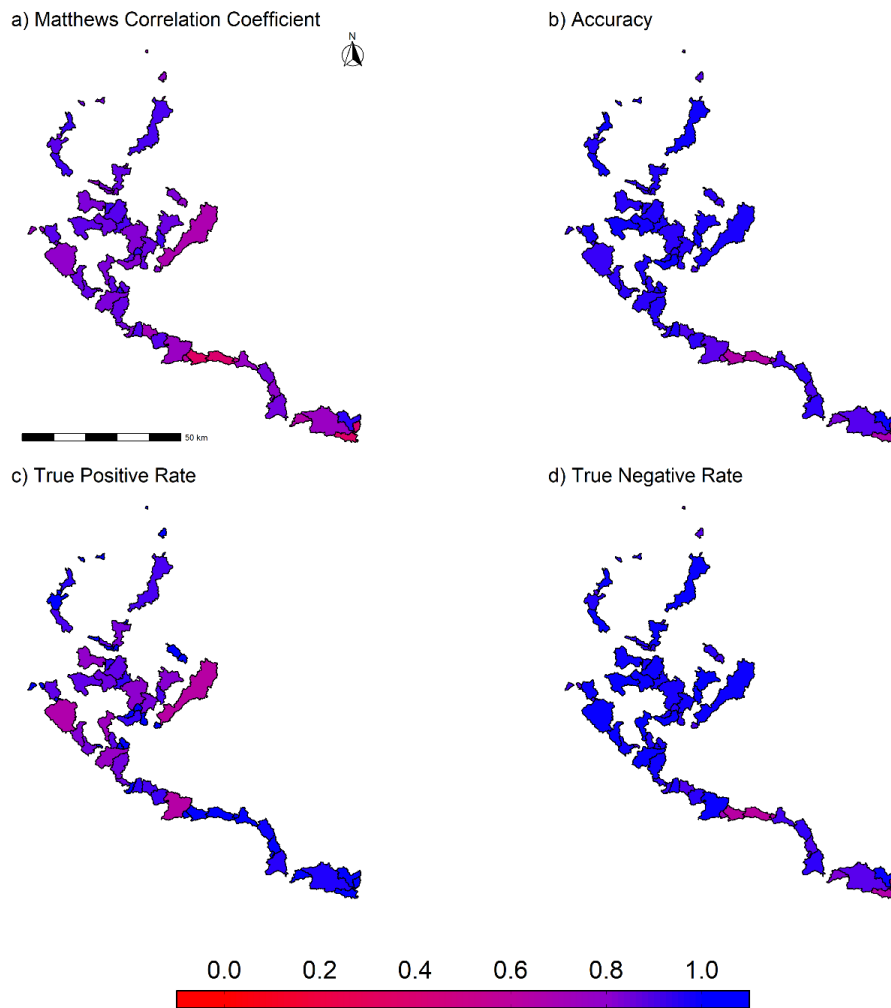 a) Matthews Correlation Coefficient
b) Accuracy
N
50 km
c) True Positive Rate
d) True Negative Rate
0.0 0.2 0.4 0.6 0.8 1.0